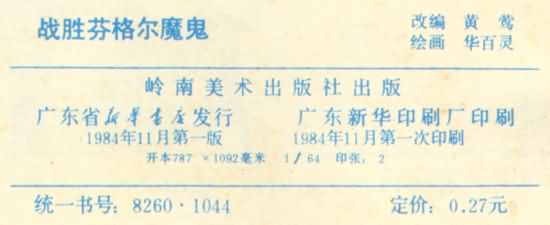 战胜芬格尔魔鬼
改编 黄莺
绘画 华百灵
岭南美术出版社出版
广东省新华书店发行 广东新华印刷厂印刷
1984年11月第一版 1984年11月第一次印刷
开本787×1092毫米 1/64 印张：2
统一书号：8260·1044 定价：0.27元